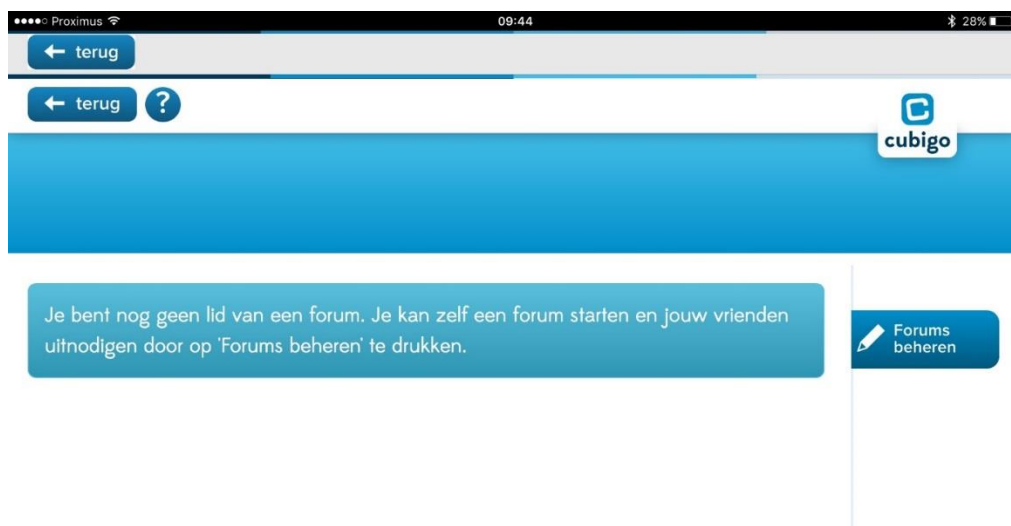 Proximus 09:44 28%
terug
terug ?
cubigo
Je bent nog geen lid van een forum. Je kan zelf een forum starten en jouw vrienden
uitnodigen door op 'Forums beheren' te drukken.
Forums
beheren